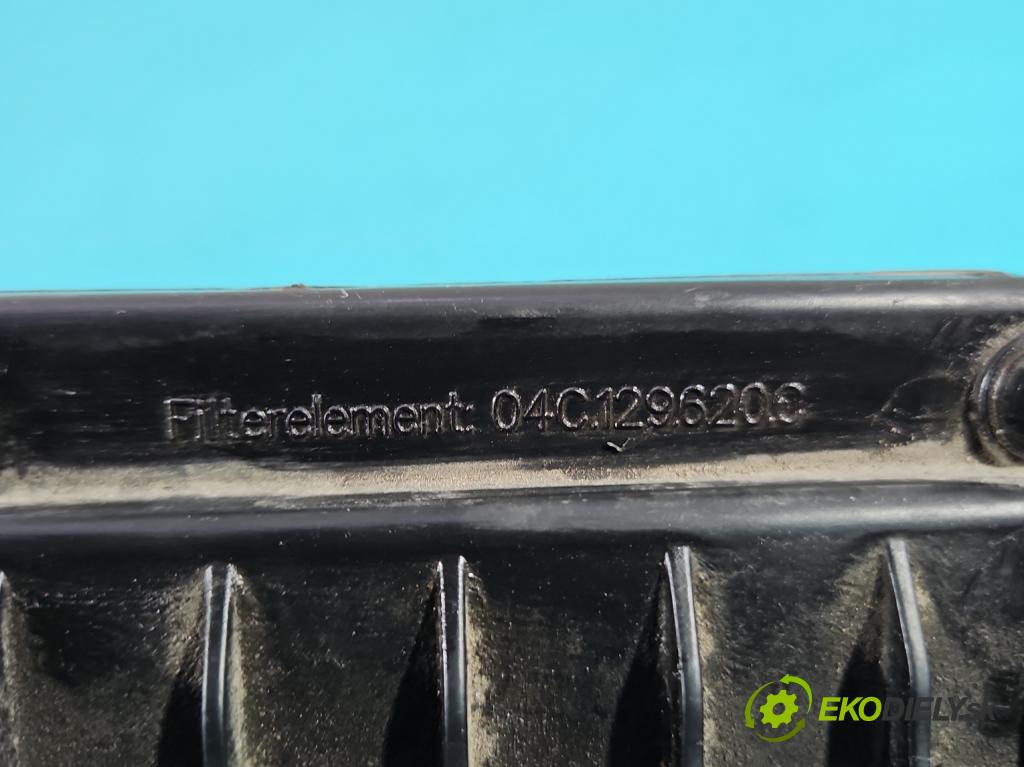 Filterelement: 04C.129.620.C
EKODIELY.sk